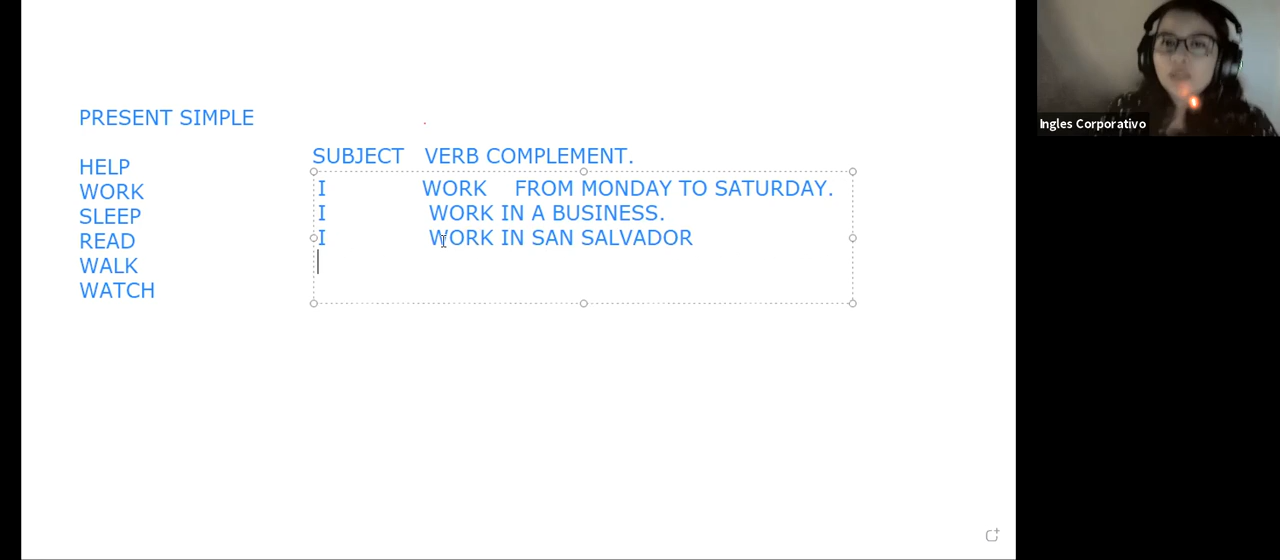 PRESENT SIMPLE
HELP
WORK
SLEEP
READ
WALK
WATCH
SUBJECT VERB COMPLEMENT.
I WORK FROM MONDAY TO SATURDAY.
I WORK IN A BUSINESS.
I WORK IN SAN SALVADOR
Ingles Corporativo